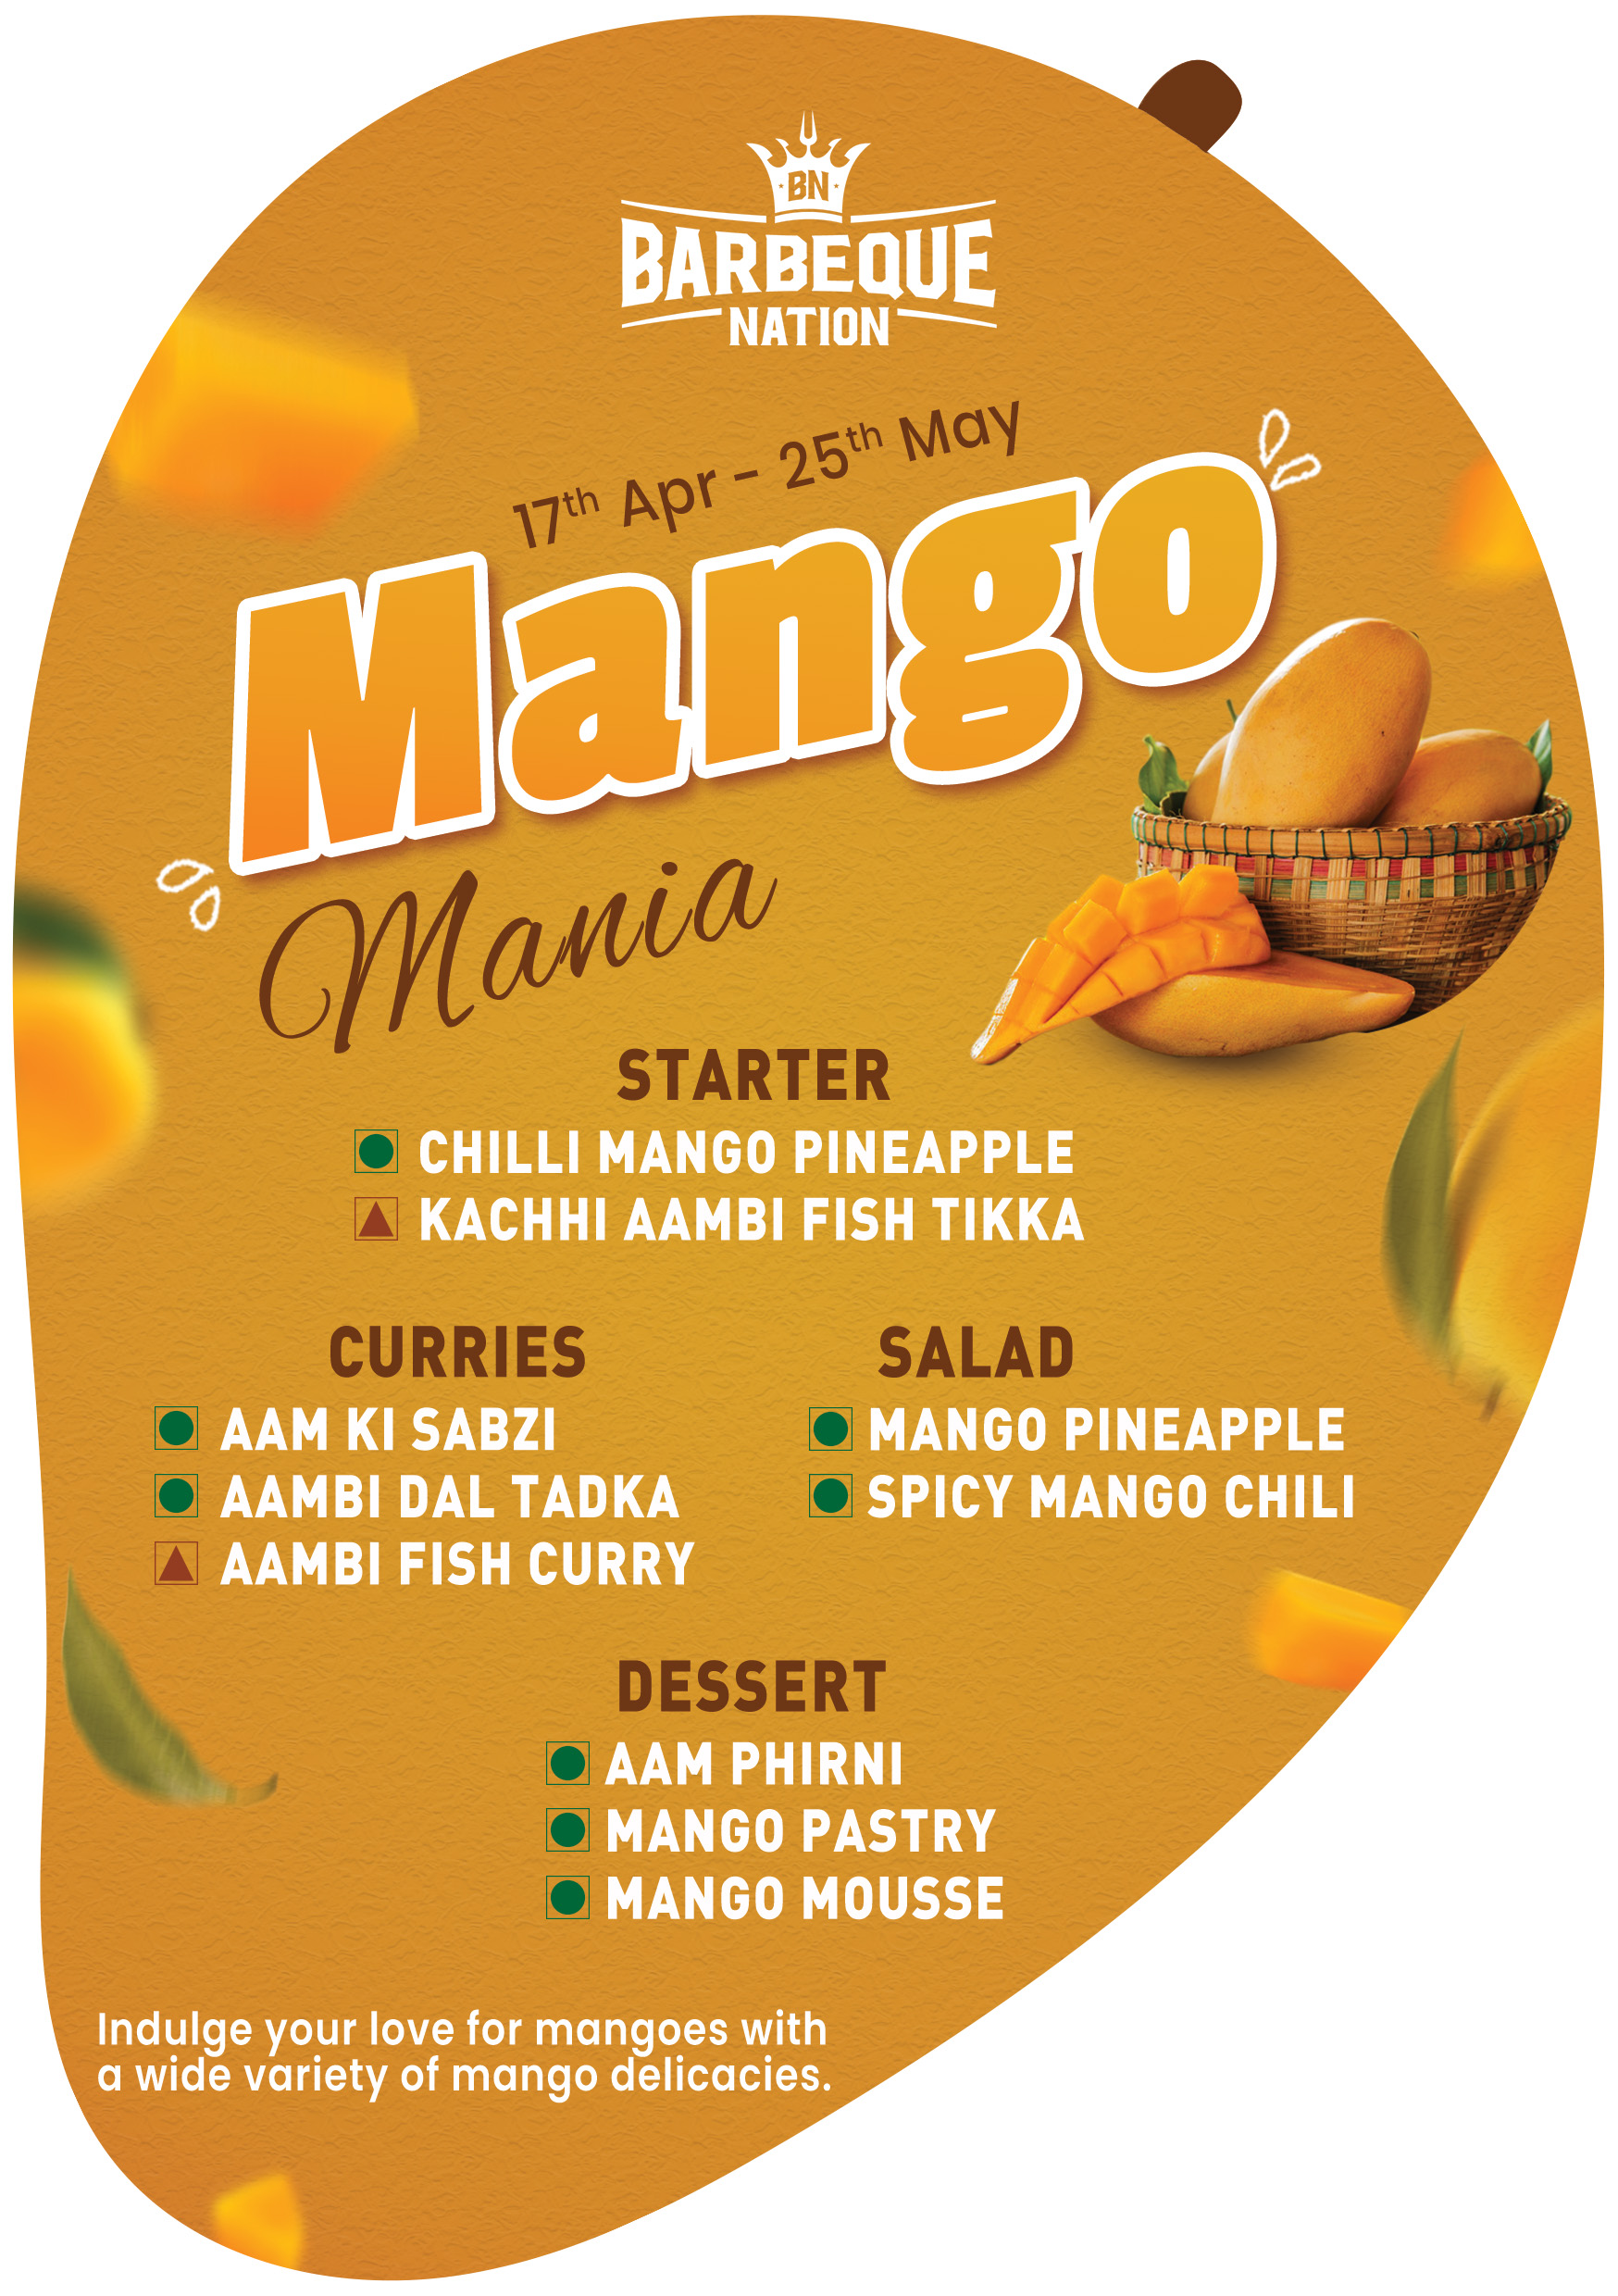 BN
BARBEQUE
NATION
17th Apr - 25th May
Mango
Mania
STARTER
CHILLI MANGO PINEAPPLE
KACHHI AAMBI FISH TIKKA
CURRIES
AAM KI SABZI
AAMBI DAL TADKA
AAMBI FISH CURRY
SALAD
MANGO PINEAPPLE
SPICY MANGO CHILI
DESSERT
AAM PHIRNI
MANGO PASTRY
MANGO MOUSSE
Indulge your love for mangoes with
a wide variety of mango delicacies.